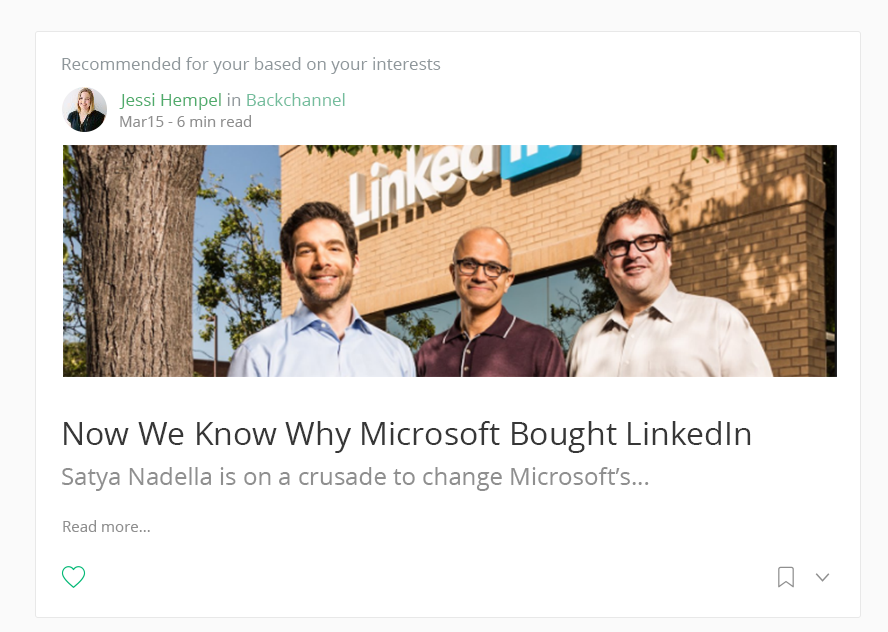 Recommended for your based on your interests
Jessi Hempel in Backchannel
Mar15 - 6 min read
Linked in
Now We Know Why Microsoft Bought LinkedIn
Satya Nadella is on a crusade to change Microsoft’s...
Read more...